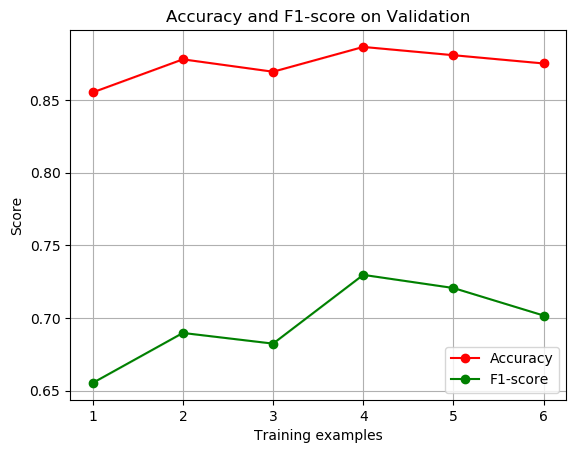 Accuracy and F1-score on Validation
Score
0.85
0.80
0.75
0.70
0.65
Accuracy
F1-score
1 2 3 4 5 6
Training examples